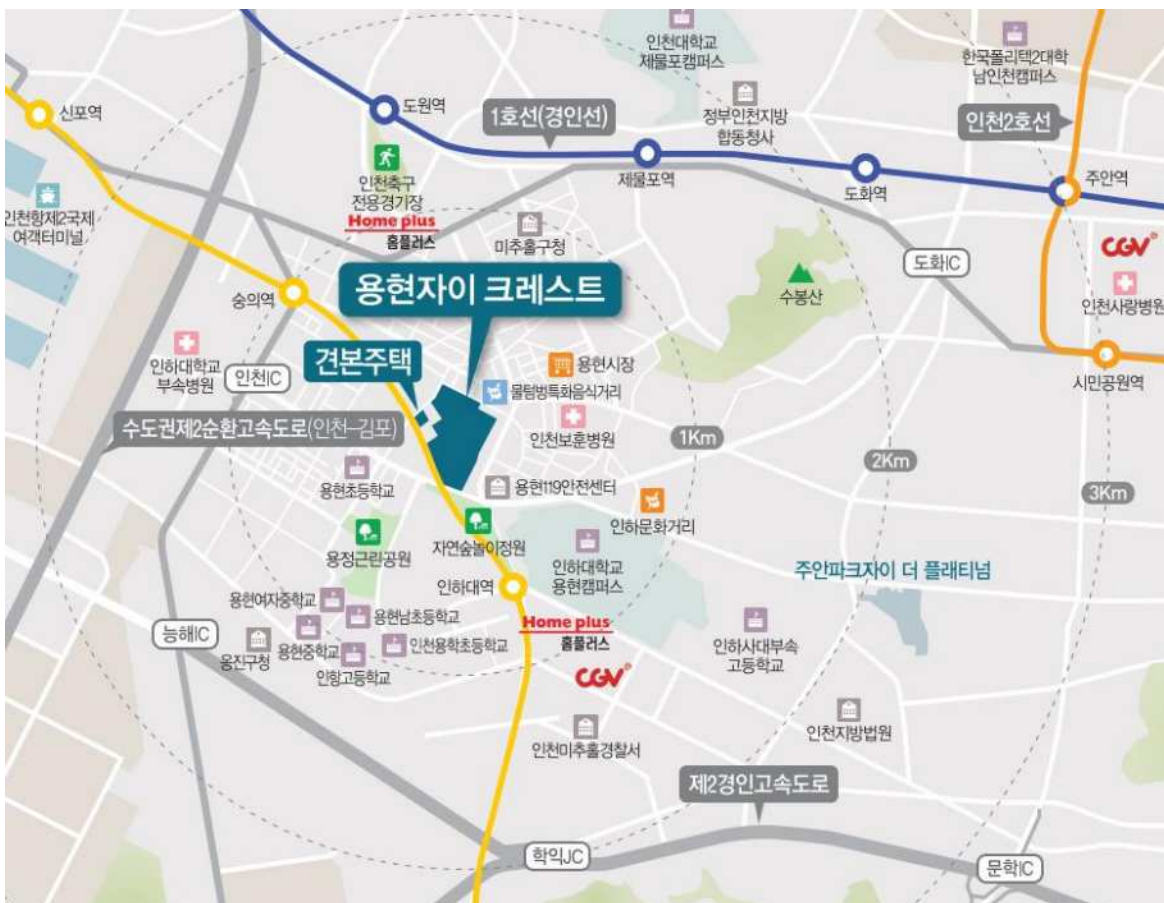 인천대학교
제물포캠퍼스
한국폴리텍2대학
남인천캠퍼스
신포역
도원역
1호선(경인선)
정부인천지방
합동청사
인천2호선
인천축구
전용경기장
Home plus
홈플러스
제물포역
도화역
주안역
인천항제2국제
여객터미널
미추홀구청
도화IC
CGV
인천사랑병원
숭의역
용현자이 크레스트
수봉산
인하대학교
부속병원
인천IC
견본주택
용현시장
물텀벙특화음식거리
시민공원역
수도권제2순환고속도로(인천-김포)
인천보훈병원
1Km
2Km
3Km
용현초등학교
용현119안전센터
용정근린공원
자연숲놀이정원
인하문화거리
인하대역
인하대학교
용현캠퍼스
주안파크자이 더 플래티넘
용현여자중학교
용현남초등학교
능해IC
옹진구청
용현중학교
인천용학초등학교
인항고등학교
Home plus
홈플러스
CGV
인하사대부속
고등학교
인천미추홀경찰서
인천지방법원
제2경인고속도로
학익JC
문학IC